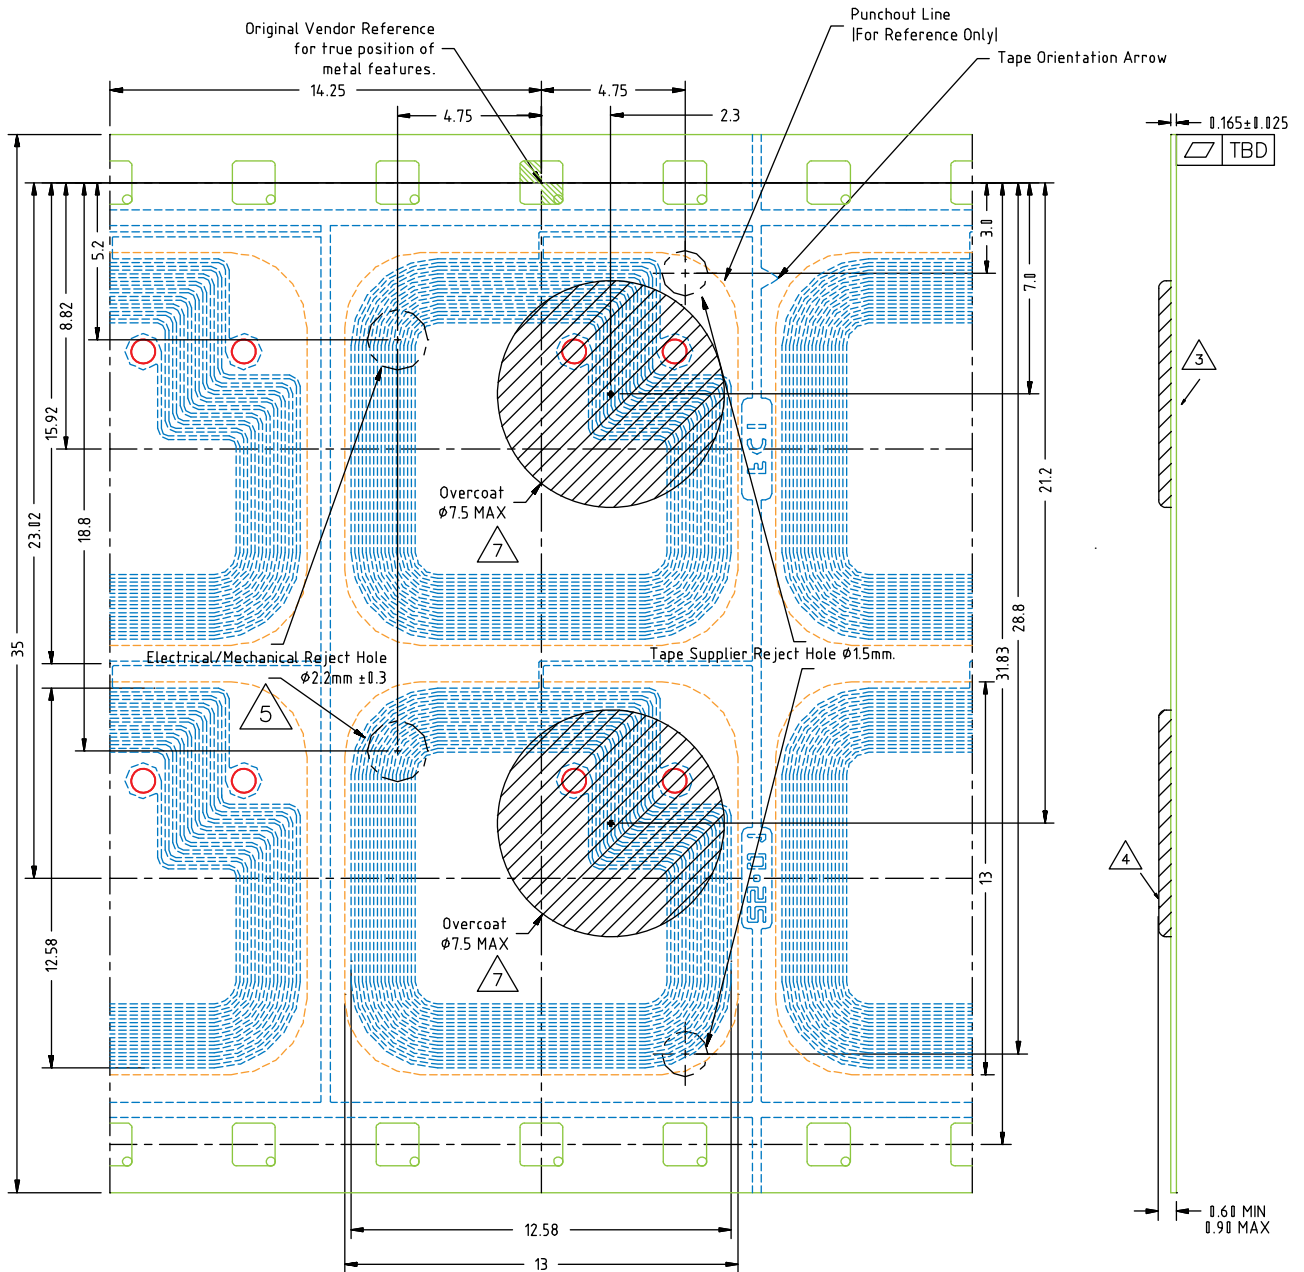 Original Vendor Reference
for true position of
metal features.
Punchout Line
|For Reference Only|
Tape Orientation Arrow
14.25
4.75
4.75
2.3
0.165±0.025
TBD
5.2
8.82
15.92
23.02
18.8
35
12.58
3.0
7.0
21.2
28.8
31.83
13
3
4
Overcoat
Ø7.5 MAX
7
Electrical/Mechanical Reject Hole
Ø2.2mm ±0.3
5
Tape Supplier Reject Hole Ø1.5mm.
Overcoat
Ø7.5 MAX
7
12.58
13
0.60 MIN
0.90 MAX